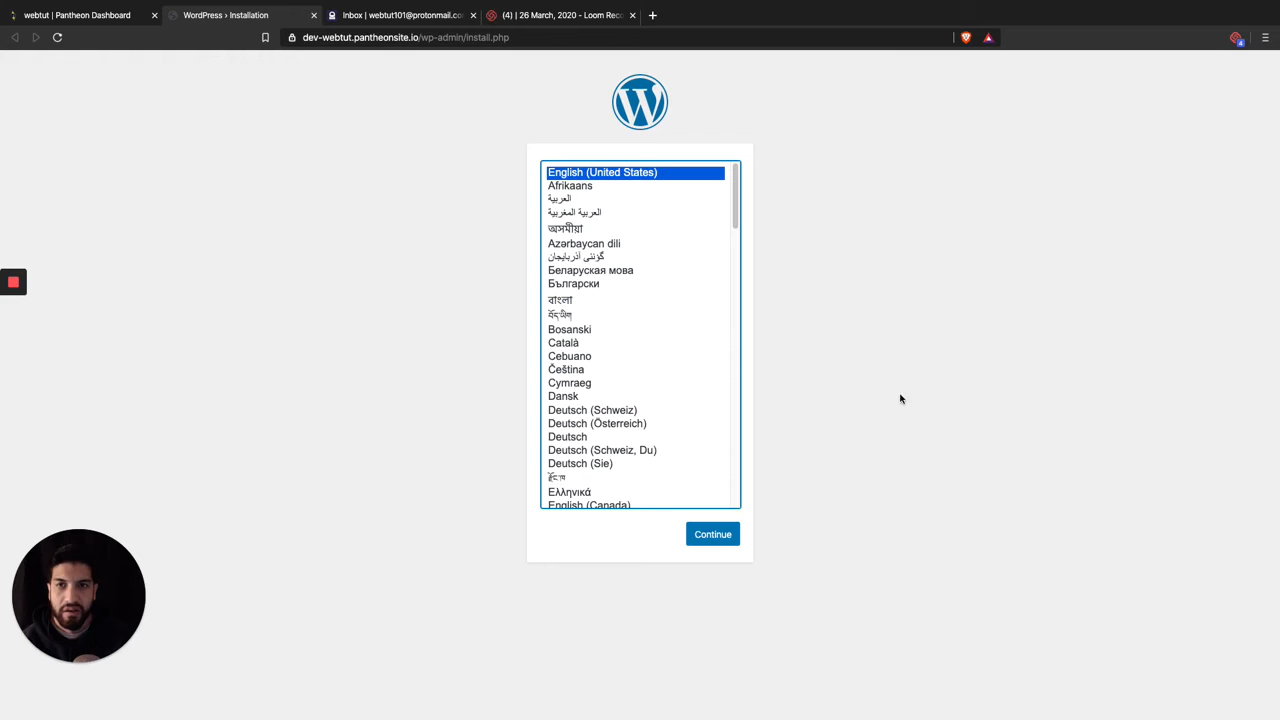 webtut | Pantheon Dashboard
WordPress › Installation
Inbox | webtut101@protonmail.co
(4) | 26 March, 2020 - Loom Reco
dev-webtut.pantheonsite.io/wp-admin/install.php
4
English (United States)
Afrikaans
العربية
العربية المغربية
অসমীয়া
Azərbaycan dili
گؤنئی آذربایجان
Беларуская мова
Български
বাংলা
བོད་ཡིག
Bosanski
Català
Cebuano
Čeština
Cymraeg
Dansk
Deutsch (Schweiz)
Deutsch (Österreich)
Deutsch
Deutsch (Schweiz, Du)
Deutsch (Sie)
རྫོང་ཁ
Ελληνικά
English (Canada)
Continue